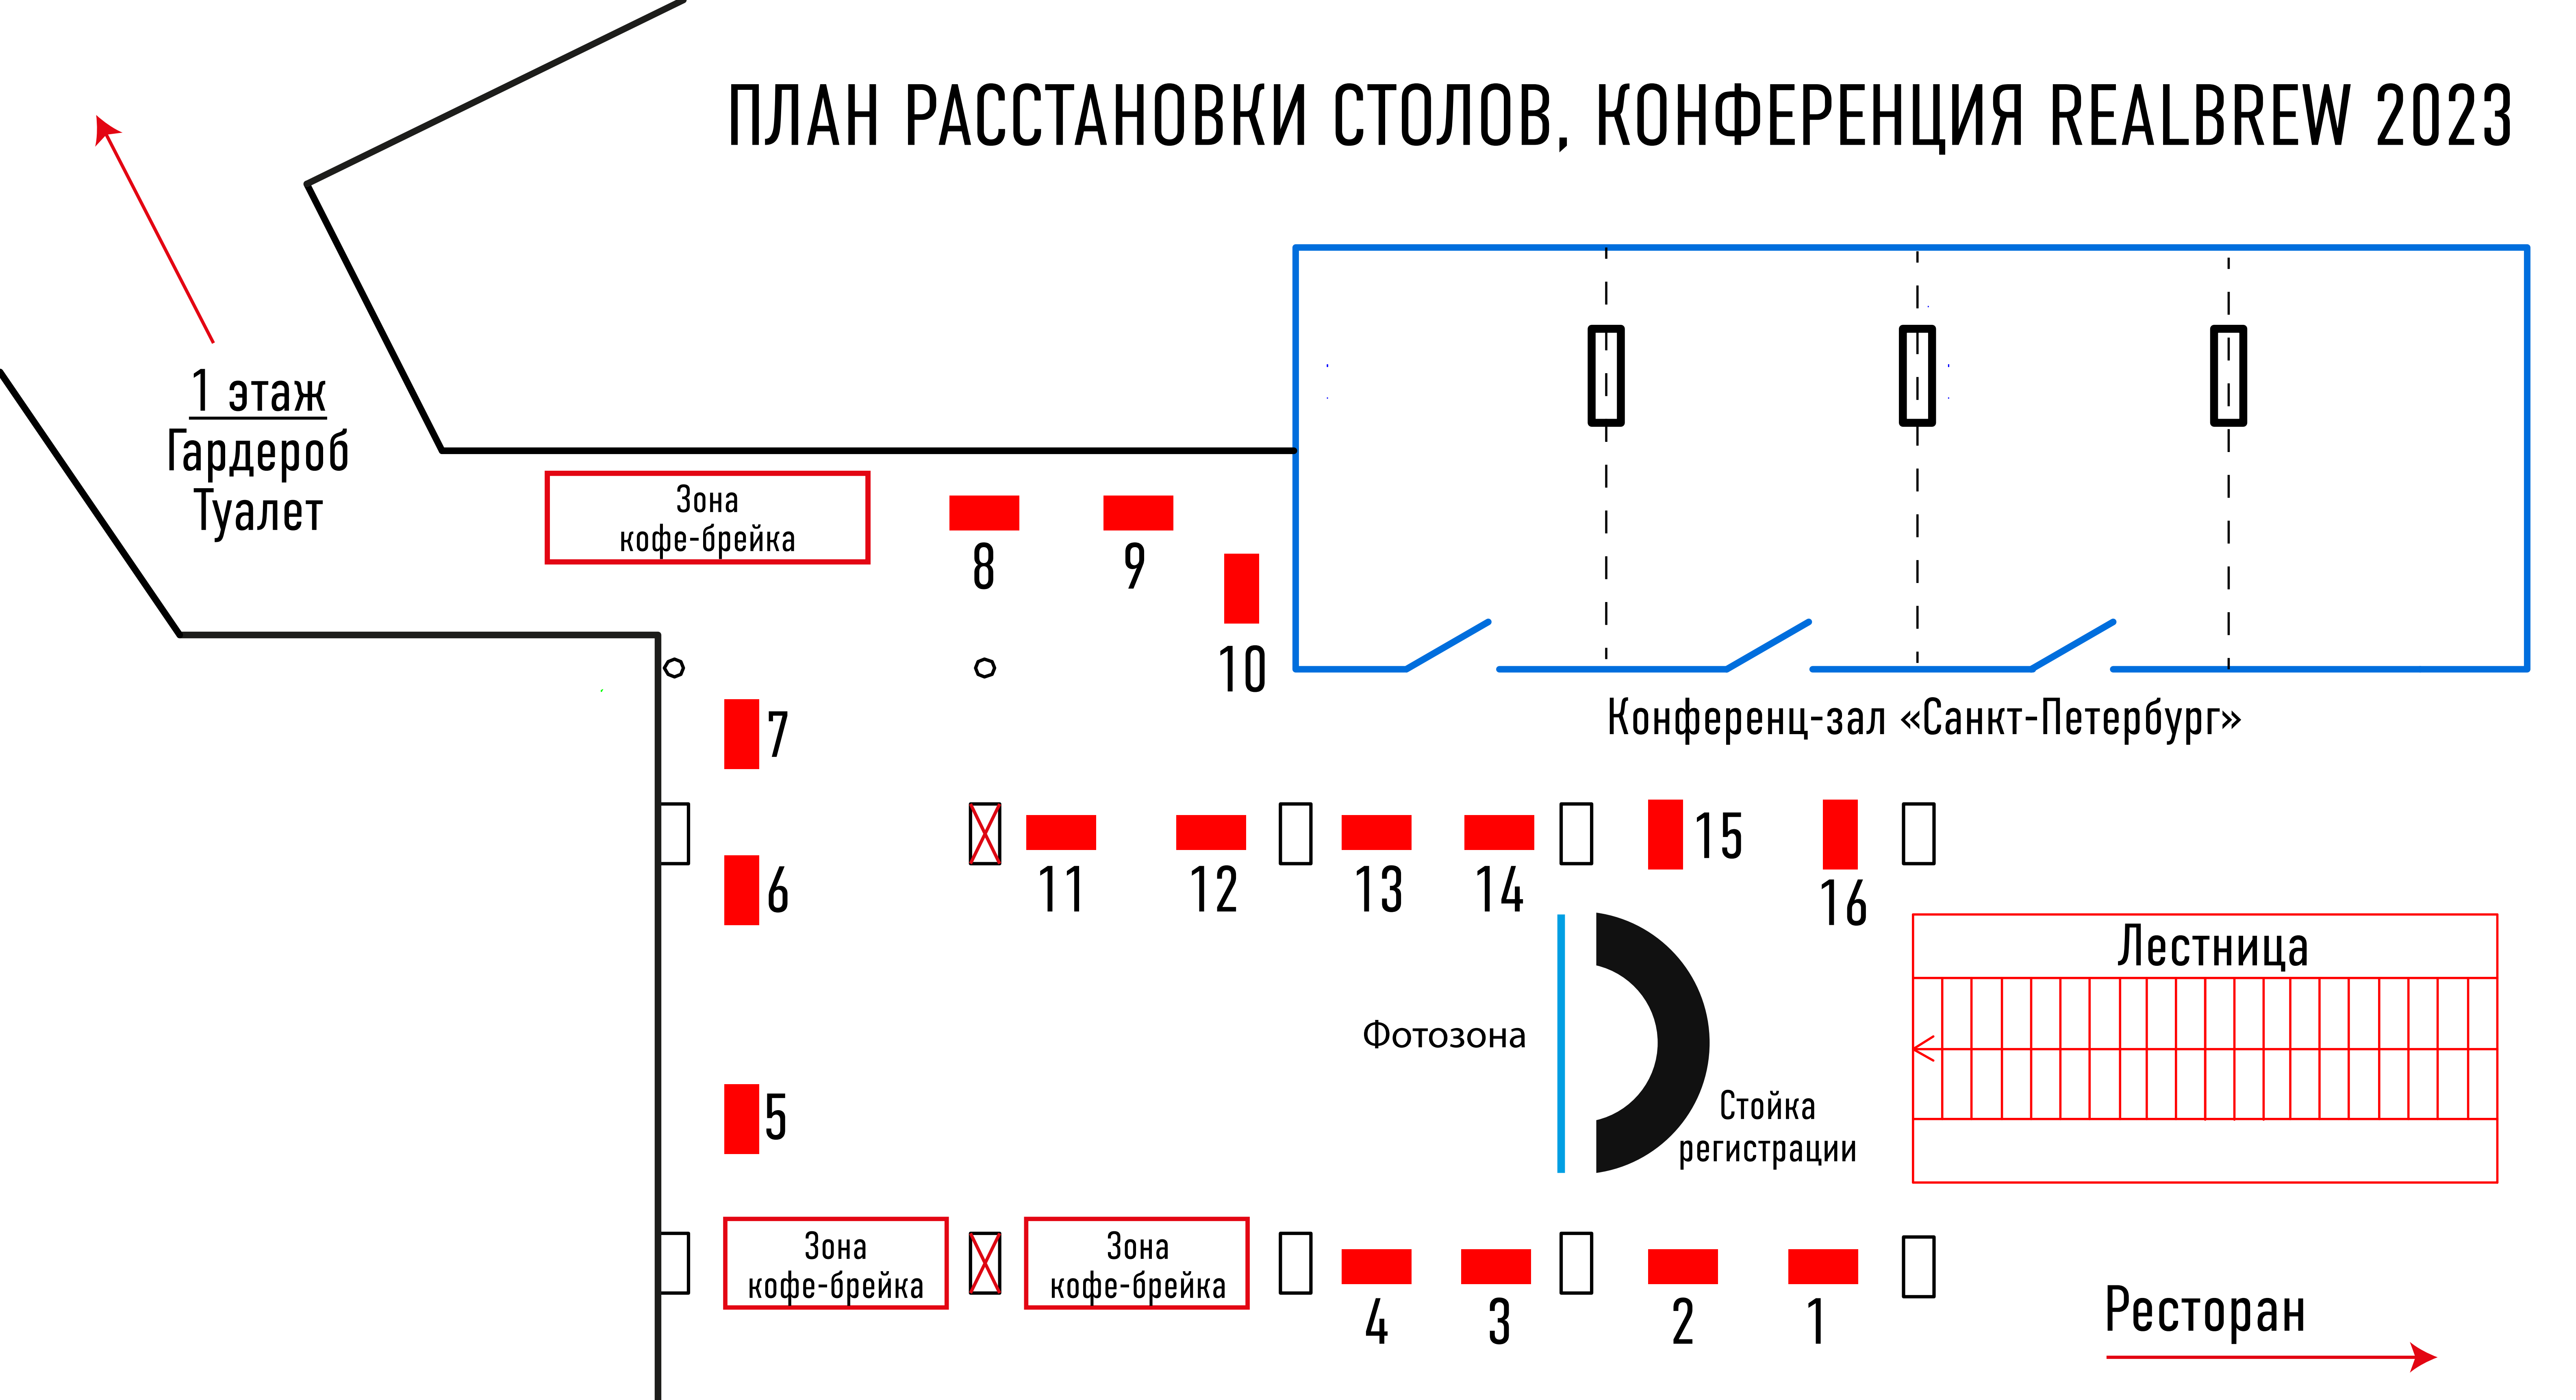 ПЛАН РАССТАНОВКИ СТОЛОВ, КОНФЕРЕНЦИЯ REALBREW 2023
1 этаж
Гардероб
Туалет
Зона
кофе-брейка
8
9
10
Конференц-зал «Санкт-Петербург»
7
6
11
12
13
14
15
16
Лестница
Фотозона
Стойка
регистрации
5
Зона
кофе-брейка
Зона
кофе-брейка
4
3
2
1
Ресторан